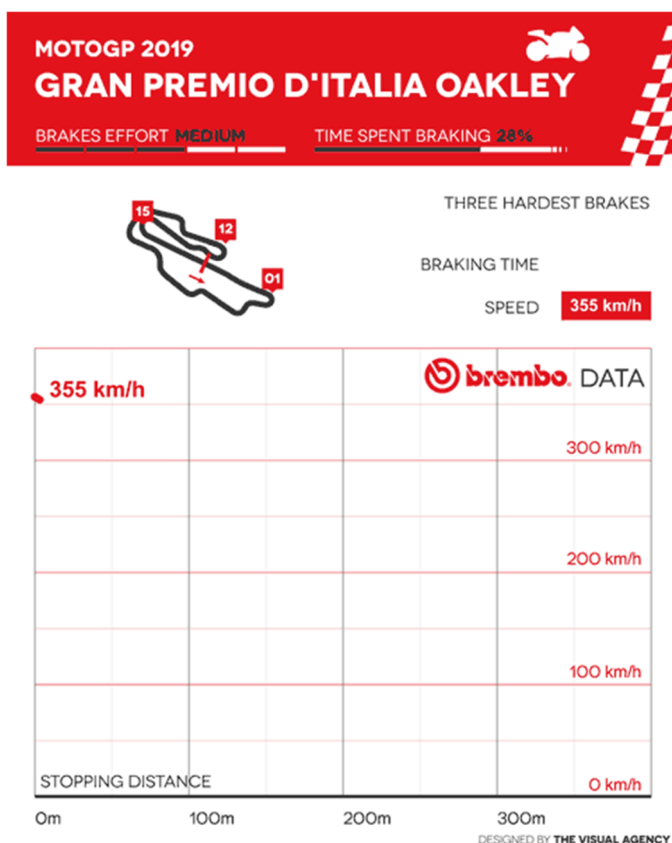 MOTOGP 2019
GRAN PREMIO D'ITALIA OAKLEY
BRAKES EFFORT MEDIUM
TIME SPENT BRAKING 28%
THREE HARDEST BRAKES
15
12
01
BRAKING TIME
SPEED 355 km/h
355 km/h
brembo. DATA
300 km/h
200 km/h
100 km/h
STOPPING DISTANCE
0 km/h
0m 100m 200m 300m
DESIGNED BY THE VISUAL AGENCY